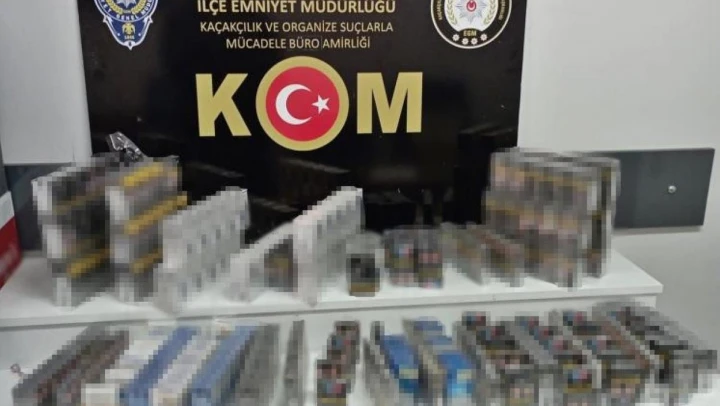 İLÇE EMNİYET MÜDÜRLÜĞÜ
KAÇAKÇILIK VE ORGANİZE SUÇLARLA
MÜCADELE BÜRO AMİRLİĞİ
KOM
EGM